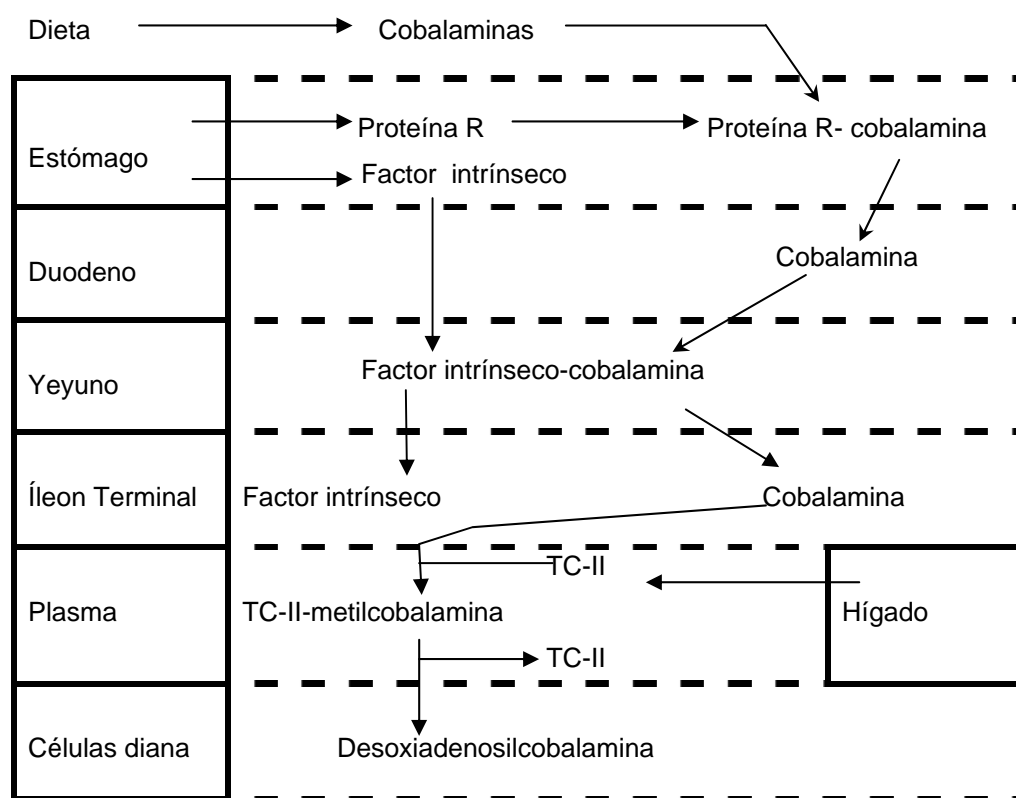 Dieta Cobalaminas
Proteína R Proteína R- cobalamina
Estómago
Factor intrínseco
Cobalamina
Duodeno
Factor intrínseco-cobalamina
Yeyuno
Íleon Terminal Factor intrínseco Cobalamina
TC-II
Plasma TC-II-metilcobalamina Hígado
TC-II
Células diana Desoxiadenosilcobalamina